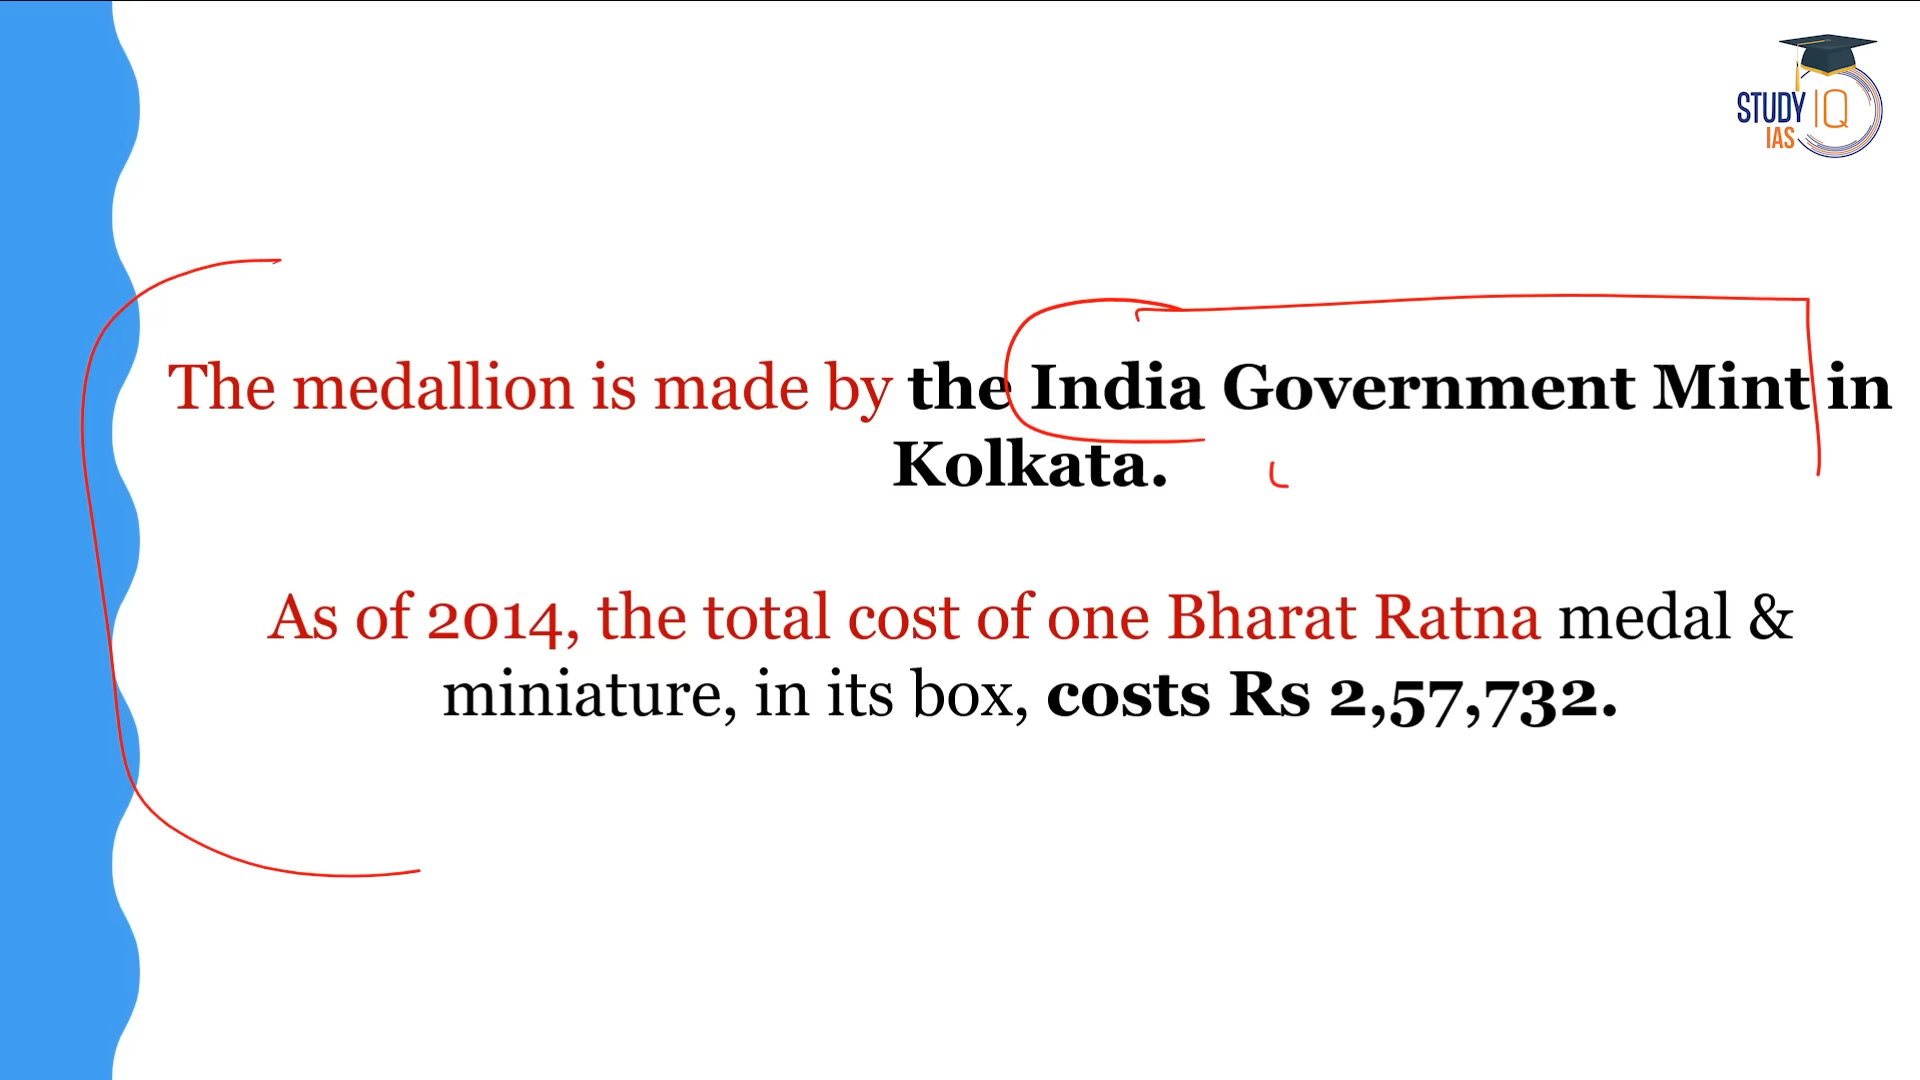 STUDY IQ
IAS
The medallion is made by the India Government Mint in
Kolkata.
As of 2014, the total cost of one Bharat Ratna medal &
miniature, in its box, costs Rs 2,57,732.